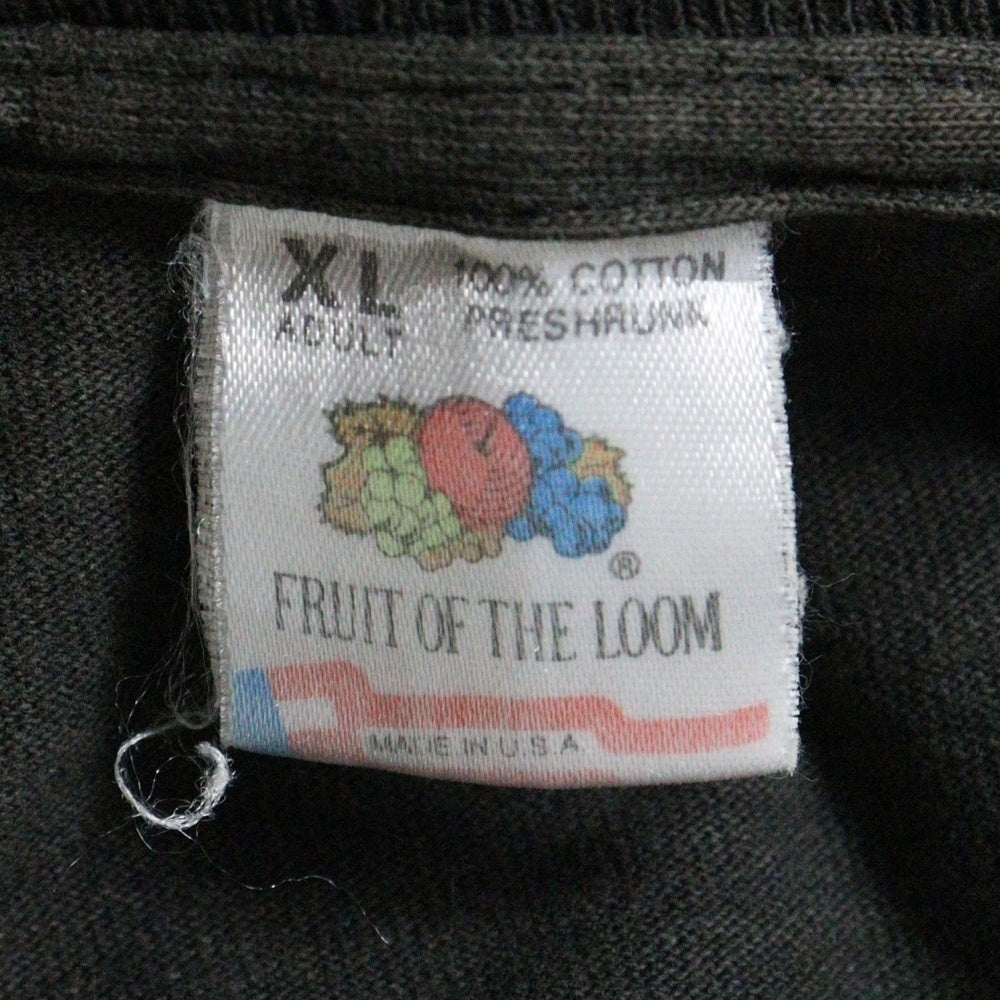 XL 100% COTTON
ADULT PRESHRUNK
®
FRUIT OF THE LOOM
MADE IN U.S.A.